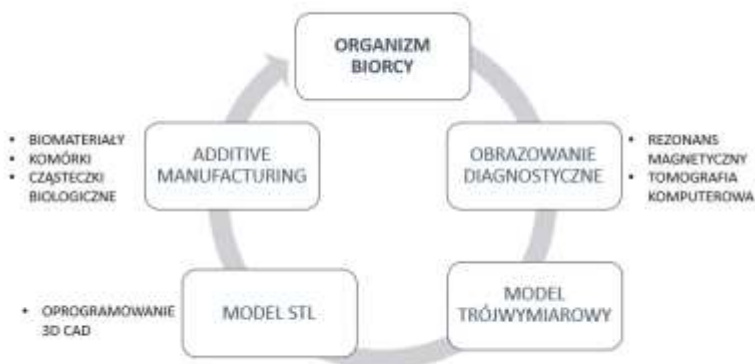 ORGANIZM
BIORCY
OBRAZOWANIE
DIAGNOSTYCZNE
• REZONANS
MAGNETYCZNY
• TOMOGRAFIA
KOMPUTEROWA
MODEL
TRÓJWYMIAROWY
MODEL STL
• OPROGRAMOWANIE
3D CAD
ADDITIVE
MANUFACTURING
• BIOMATERIAŁY
• KOMÓRKI
• CZĄSTECZKI
BIOLOGICZNE